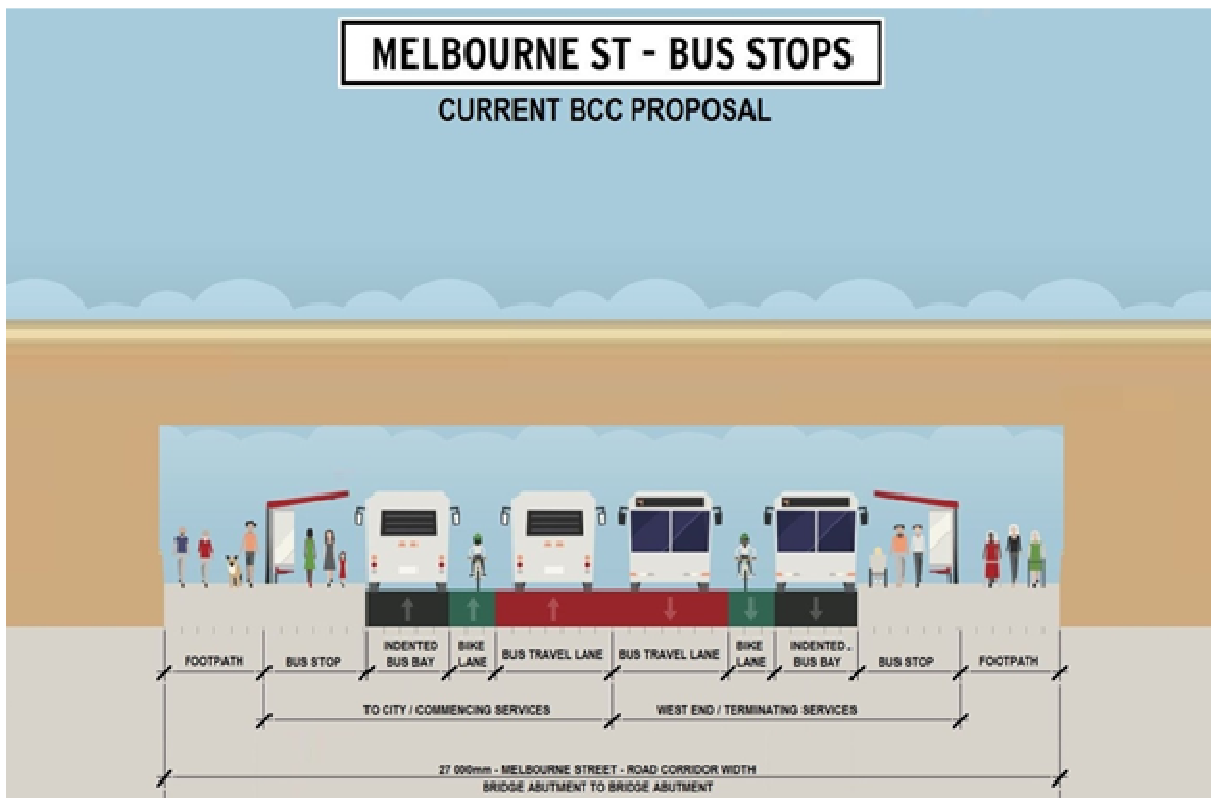 MELBOURNE ST - BUS STOPS
CURRENT BCC PROPOSAL
FOOTPATH
BUS STOP
INDENTED
BUS BAY
BIKE
LANE
BUS TRAVEL LANE
BUS TRAVEL LANE
BIKE
LANE
INDENTED
BUS BAY
BUS STOP
FOOTPATH
TO CITY / COMMENCING SERVICES
WEST END / TERMINATING SERVICES
27 000mm - MELBOURNE STREET - ROAD CORRIDOR WIDTH
BRIDGE ABUTMENT TO BRIDGE ABUTMENT